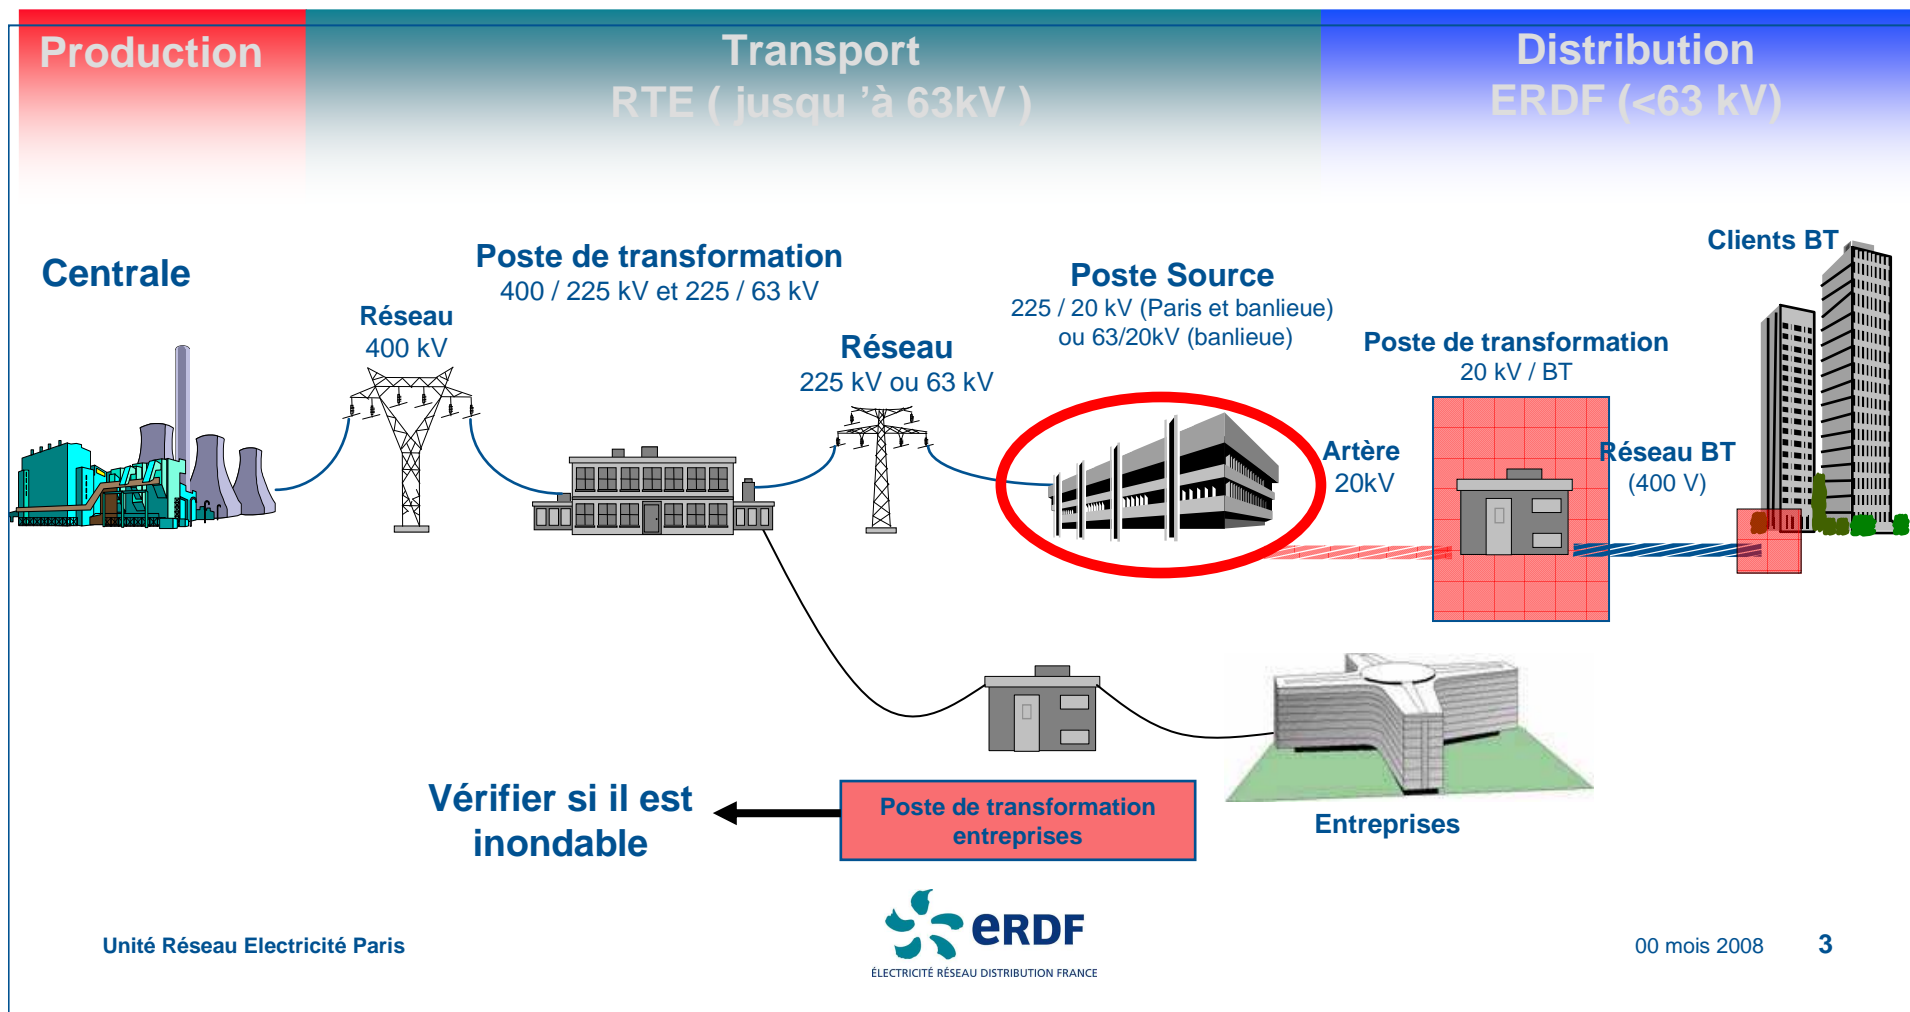 Production
Transport
RTE ( jusqu ’à 63kV )
Distribution
ERDF (<63 kV)
Centrale
Réseau
400 kV
Poste de transformation
400 / 225 kV et 225 / 63 kV
Réseau
225 kV ou 63 kV
Poste Source
225 / 20 kV (Paris et banlieue)
ou 63/20kV (banlieue)
Artère
20kV
Poste de transformation
20 kV / BT
Réseau BT
(400 V)
Clients BT
Vérifier si il est
inondable
Poste de transformation
entreprises
Entreprises
Unité Réseau Electricité Paris
eRDF
ÉLECTRICITÉ RÉSEAU DISTRIBUTION FRANCE
00 mois 2008
3